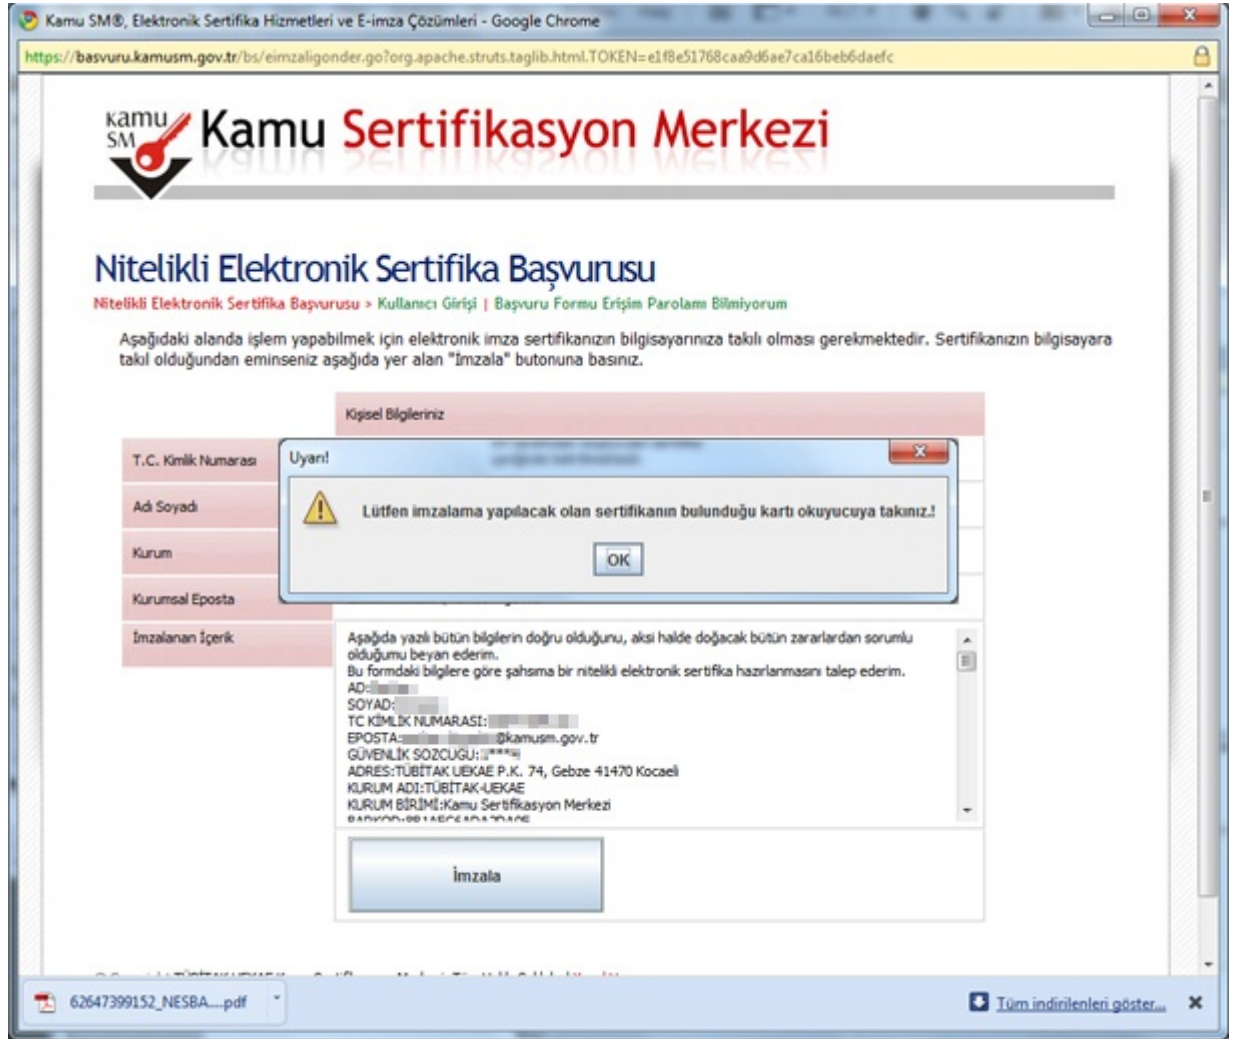 Kamu SM®, Elektronik Sertifika Hizmetleri ve E-imza Çözümleri - Google Chrome
https://basvuru.kamusm.gov.tr/bs/eimzaligonder.go?org.apache.struts.taglib.html.TOKEN=e1f8e51768caa9d6ae7ca16beb6daefc
Kamu SM Kamu Sertifikasyon Merkezi
Nitelikli Elektronik Sertifika Başvurusu
Nitelikli Elektronik Sertifika Başvurusu > Kullanıcı Girişi | Başvuru Formu Erişim Parolamı Bilmiyorum
Aşağıdaki alanda işlem yapabilmek için elektronik imza sertifikanızın bilgisayarınıza takılı olması gerekmektedir. Sertifikanızın bilgisayara
takıl olduğundan eminseniz aşağıda yer alan "İmzala" butonuna basınız.
Kişisel Bilgileriniz
T.C. Kimlik Numarası
Uyarı!
Adı Soyadı
Lütfen imzalama yapılacak olan sertifikanın bulunduğu kartı okuyucuya takınız.!
Kurum
OK
Kurumsal Eposta
İmzalanan İçerik
Aşağıda yazılı bütün bilgilerin doğru olduğunu, aksi halde doğacak bütün zararlardan sorumlu
olduğumu beyan ederim.
Bu formdaki bilgilere göre şahsıma bir nitelikli elektronik sertifika hazırlanmasını talep ederim.
AD:
SOYAD:
TC KİMLİK NUMARASI:
EPOSTA: @kamusm.gov.tr
GÜVENLİK SOZCUGU: ****
ADRES:TÜBİTAK UEKAE P.K. 74, Gebze 41470 Kocaeli
KURUM ADI:TÜBİTAK-UEKAE
KURUM BİRİMİ:Kamu Sertifikasyon Merkezi
İmzala
62647399152_NESBA....pdf
Tüm indirilenleri göster...